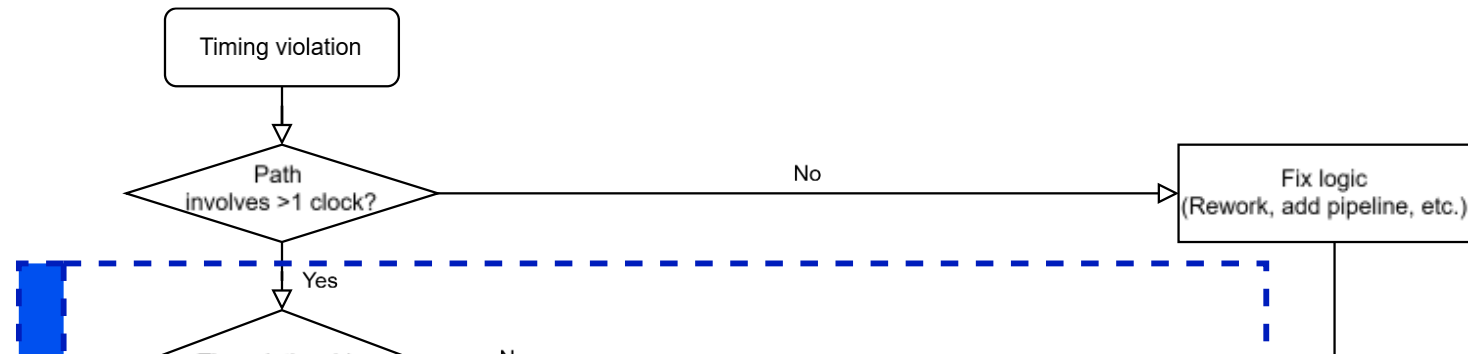 Timing violation
Path
involves >1 clock?
No
Fix logic
(Rework, add pipeline, etc.)
Yes